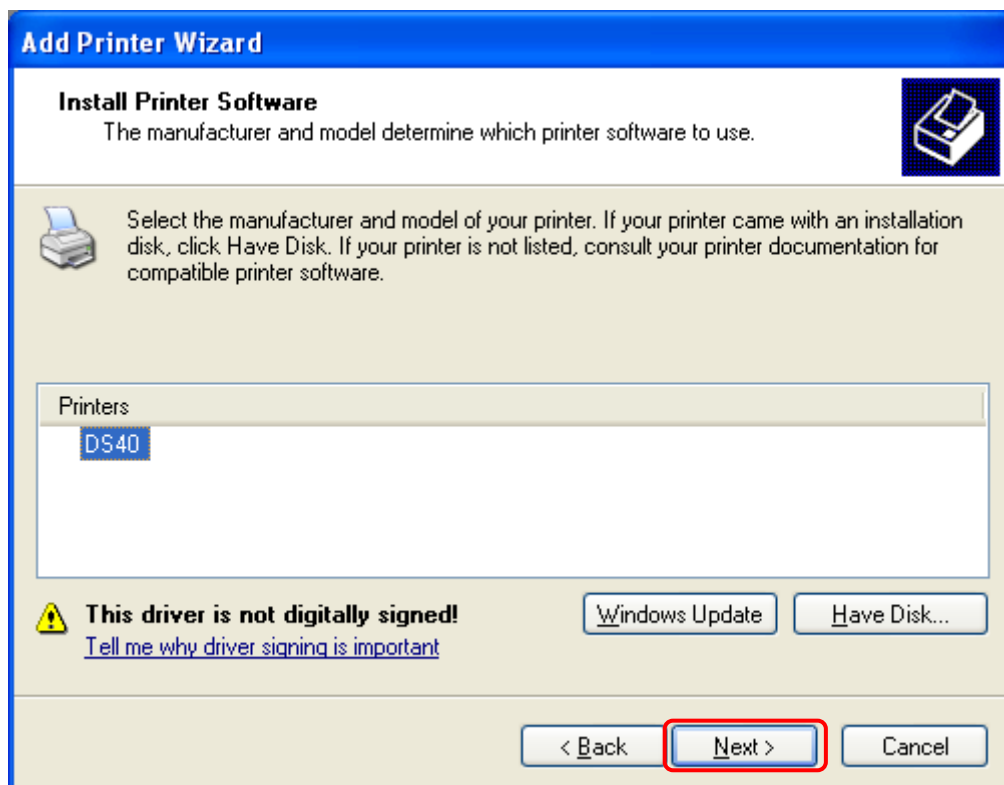 Add Printer Wizard
Install Printer Software
The manufacturer and model determine which printer software to use.
Select the manufacturer and model of your printer. If your printer came with an installation
disk, click Have Disk. If your printer is not listed, consult your printer documentation for
compatible printer software.
Printers
DS40
This driver is not digitally signed!
Tell me why driver signing is important
Windows Update
Have Disk...
< Back
Next >
Cancel